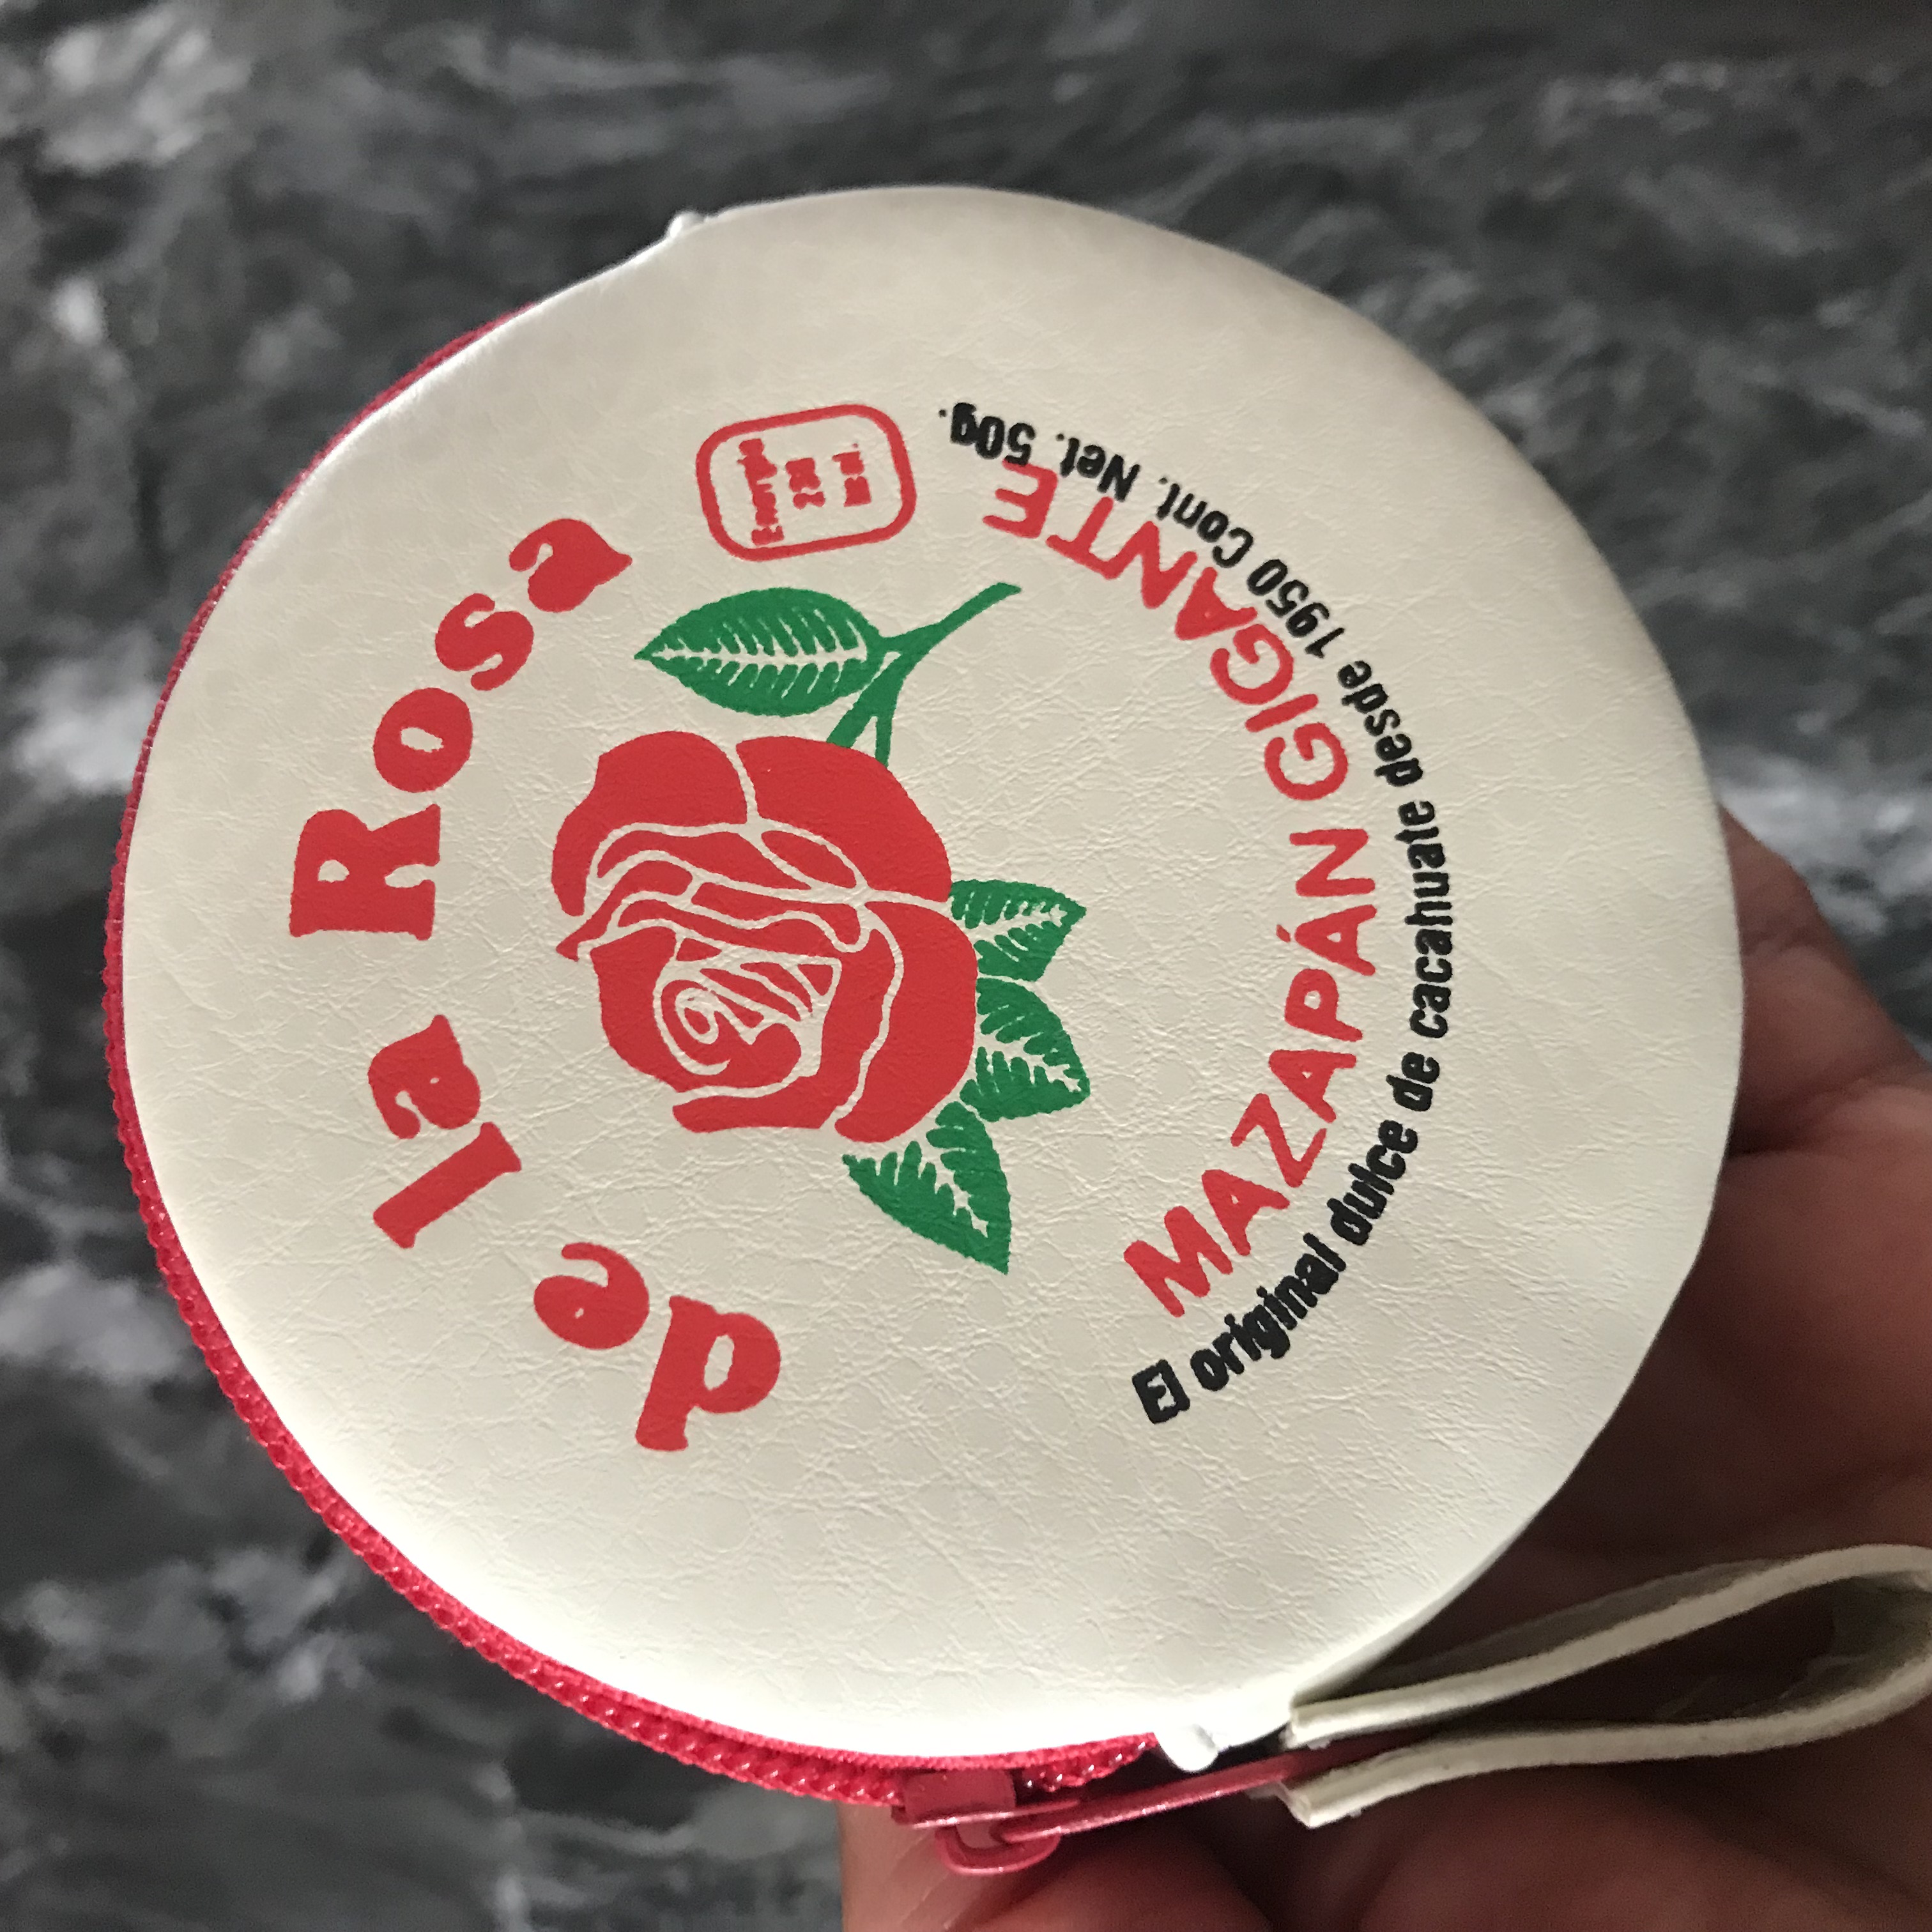 de la Rosa
MAZAPÁN GIGANTE
El original dulce de cacahuate desde 1950 Cont. Net. 50g.